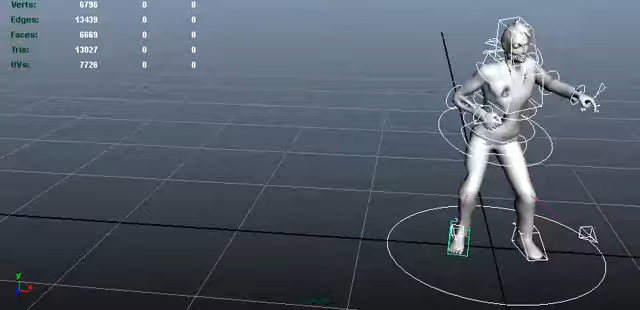 Verts: 6796 0 0
Edges: 13439 0 0
Faces: 6669 0 0
Tris: 13027 0 0
UVs: 7726 0 0
y
x